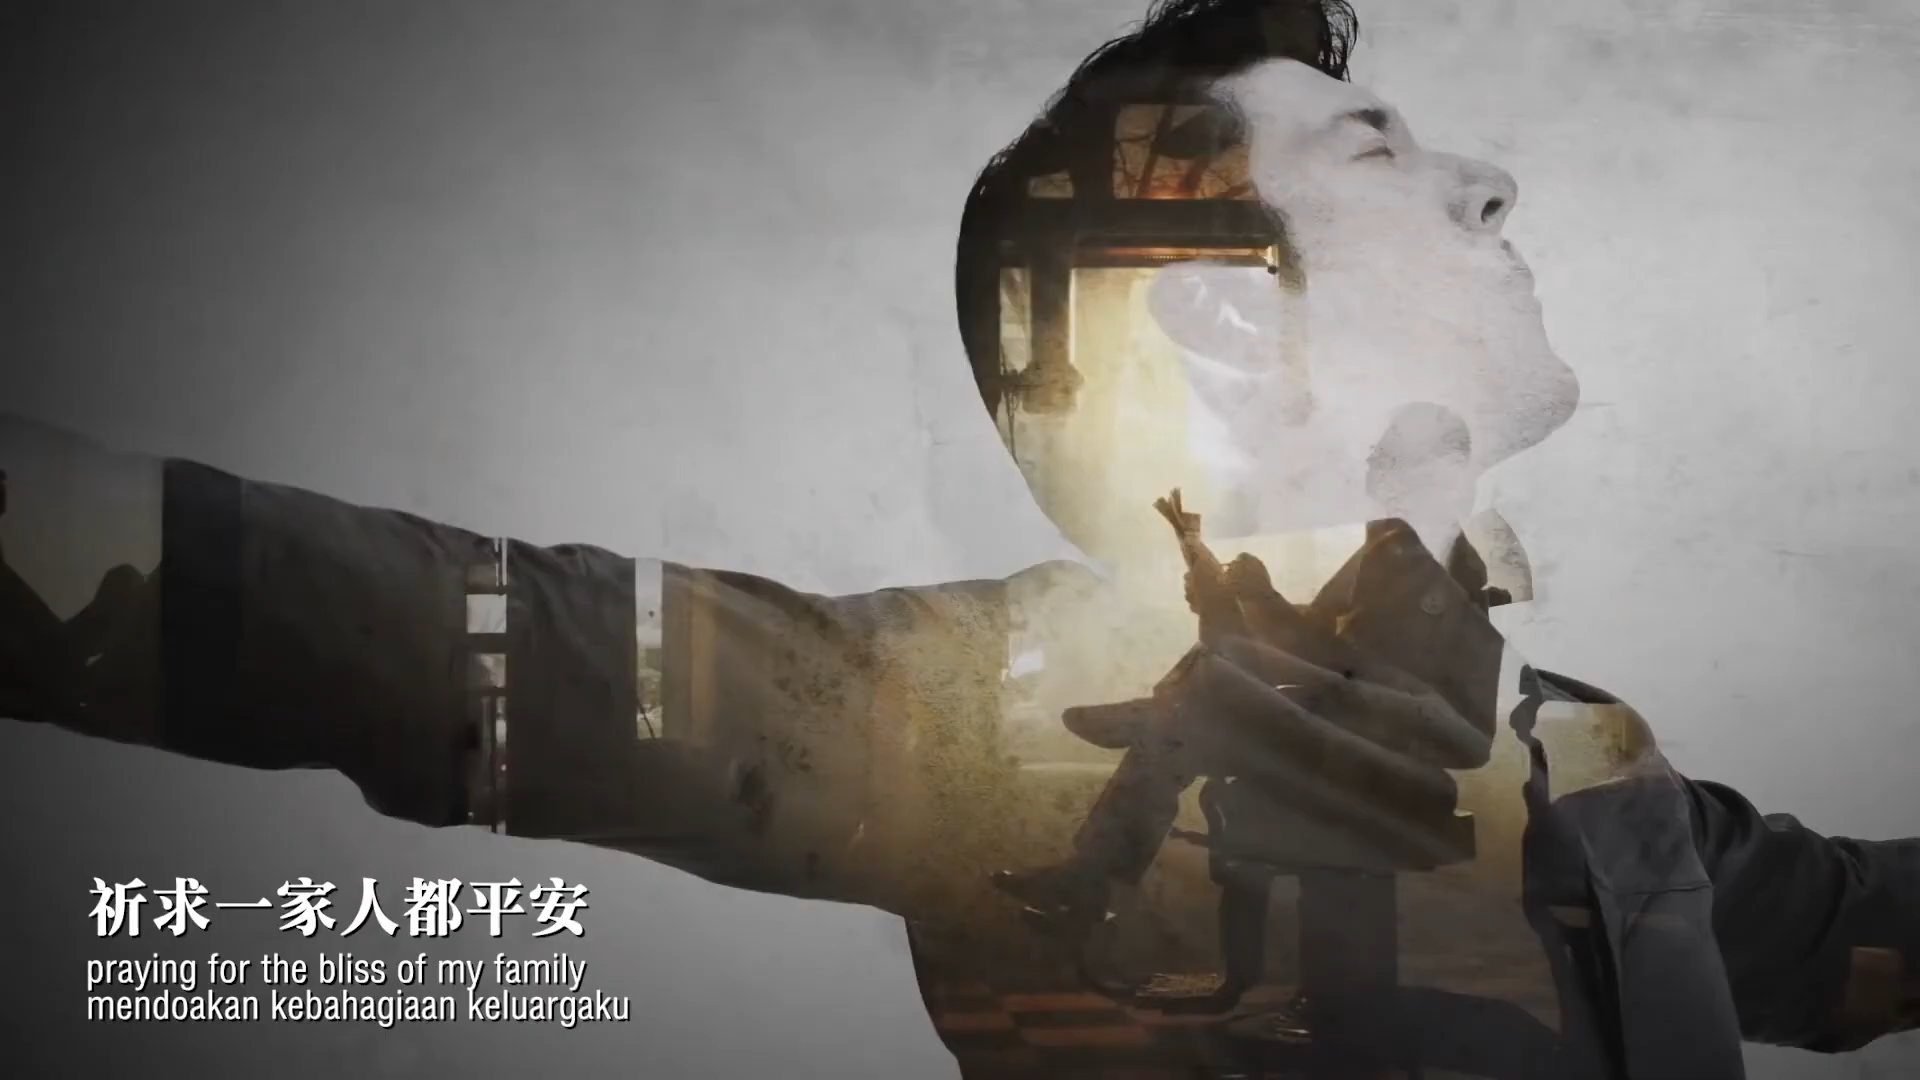 祈求一家人都平安
praying for the bliss of my family
mendoakan kebahagiaan keluargaku